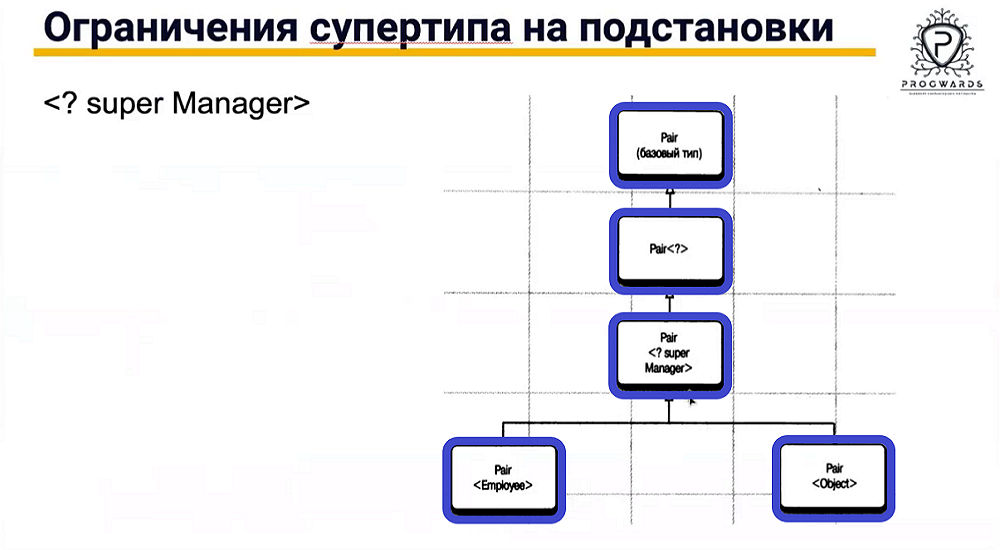 Ограничения супертипа на подстановки
PROGWARDS
<? super Manager>
Pair
(базовый тип)
Pair<?>
Pair
<? super
Manager>
Pair
<Employee>
Pair
<Object>